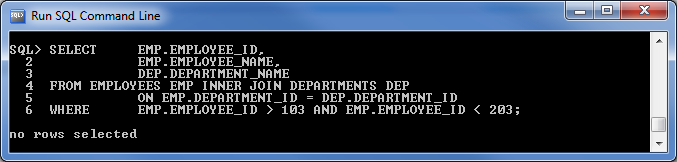 Run SQL Command Line
SQL> SELECT EMP.EMPLOYEE_ID,
2 EMP.EMPLOYEE_NAME,
3 DEP.DEPARTMENT_NAME
4 FROM EMPLOYEES EMP INNER JOIN DEPARTMENTS DEP
5 ON EMP.DEPARTMENT_ID = DEP.DEPARTMENT_ID
6 WHERE EMP.EMPLOYEE_ID > 103 AND EMP.EMPLOYEE_ID < 203;
no rows selected